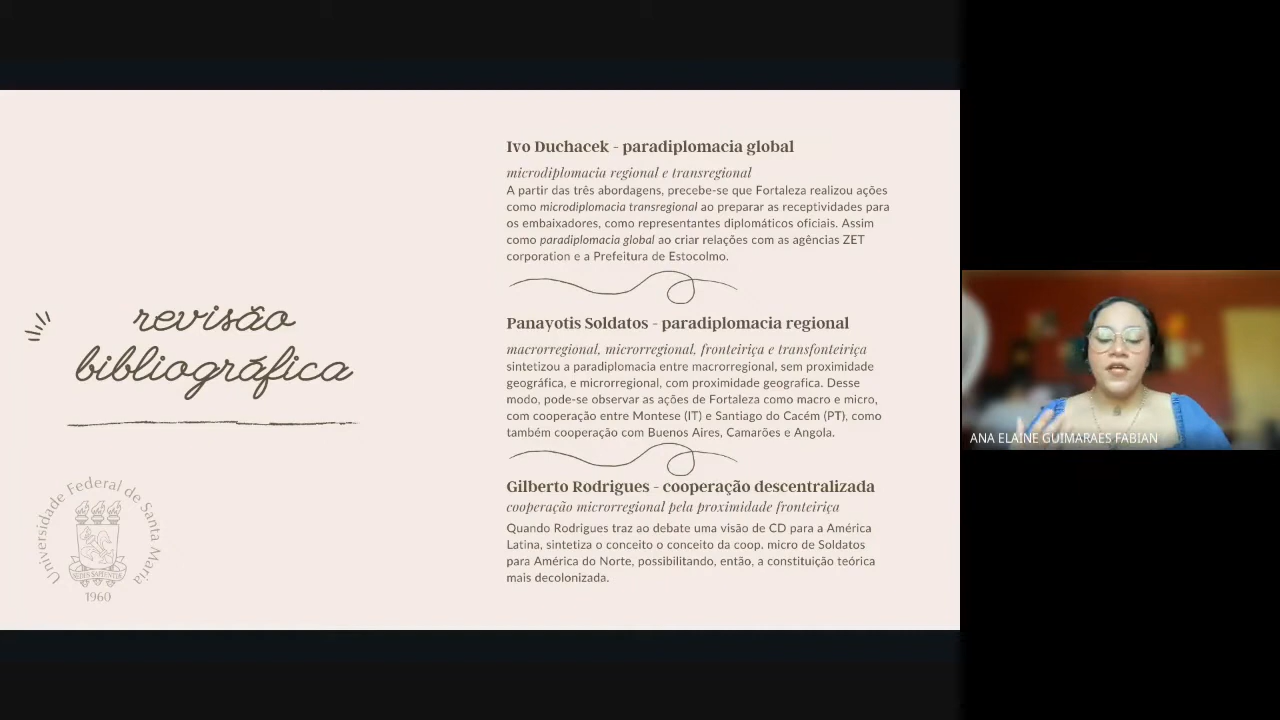 revisão
bibliográfica
Universidade Federal de Santa Maria
SEDES SAPIENTIAE
1960
Ivo Duchacek - paradiplomacia global
microdiplomacia regional e transregional
A partir das três abordagens, precebe-se que Fortaleza realizou ações
como microdiplomacia transregional ao preparar as receptividades para
os embaixadores, como representantes diplomáticos oficiais. Assim
como paradiplomacia global ao criar relações com as agências ZET
corporation e a Prefeitura de Estocolmo.
Panayotis Soldatos - paradiplomacia regional
macrorregional, microrregional, fronteiriça e transfonteiriça
sintetizou a paradiplomacia entre macrorregional, sem proximidade
geográfia, e microrregional, com proximidade geografica. Desse
modo, pode-se observar as ações de Fortaleza como macro e micro,
com cooperação entre Montese (IT) e Santiago do Cacém (PT), como
também cooperação com Buenos Aires, Camarões e Angola.
Gilberto Rodrigues - cooperação descentralizada
cooperação microrregional pela proximidade fronteiriça
Quando Rodrigues traz ao debate uma visão de CD para a América
Latina, sintetiza o conceito o conceito da coop. micro de Soldatos
para América do Norte, possibilitando, então, a constituição teórica
mais decolonizada.
ANA ELAINE GUIMARAES FABIAN